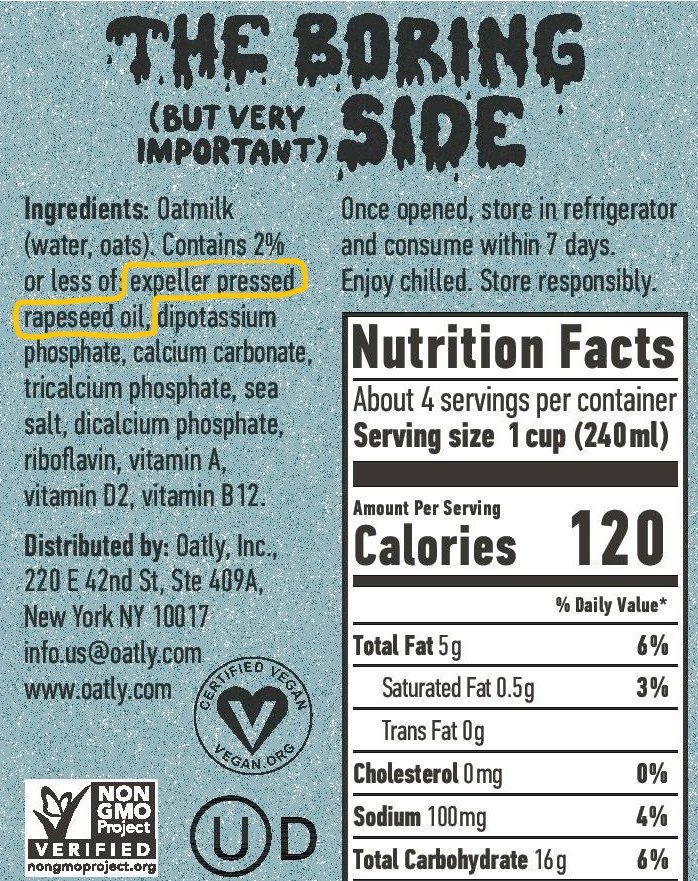 THE BORING
(BUT VERY
IMPORTANT)
SIDE
Ingredients: Oatmilk
(water, oats). Contains 2%
or less of: expeller pressed
rapeseed oil, dipotassium
phosphate, calcium carbonate,
tricalcium phosphate, sea
salt, dicalcium phosphate,
riboflavin, vitamin A,
vitamin D2, vitamin B12.
Distributed by: Oatly, Inc.,
220 E 42nd St, Ste 409A,
New York NY 10017
info.us@oatly.com
www.oatly.com
CERTIFIED VEGAN
V
VEGAN.ORG
NON
GMO
Project
VERIFIED
nongmoproject.org
U D
Once opened, store in refrigerator
and consume within 7 days.
Enjoy chilled. Store responsibly.
Nutrition Facts
About 4 servings per container
Serving size 1 cup (240ml)
Amount Per Serving
Calories 120
% Daily Value*
Total Fat 5g 6%
Saturated Fat 0.5g 3%
Trans Fat 0g
Cholesterol 0mg 0%
Sodium 100mg 4%
Total Carbohydrate 16g 6%